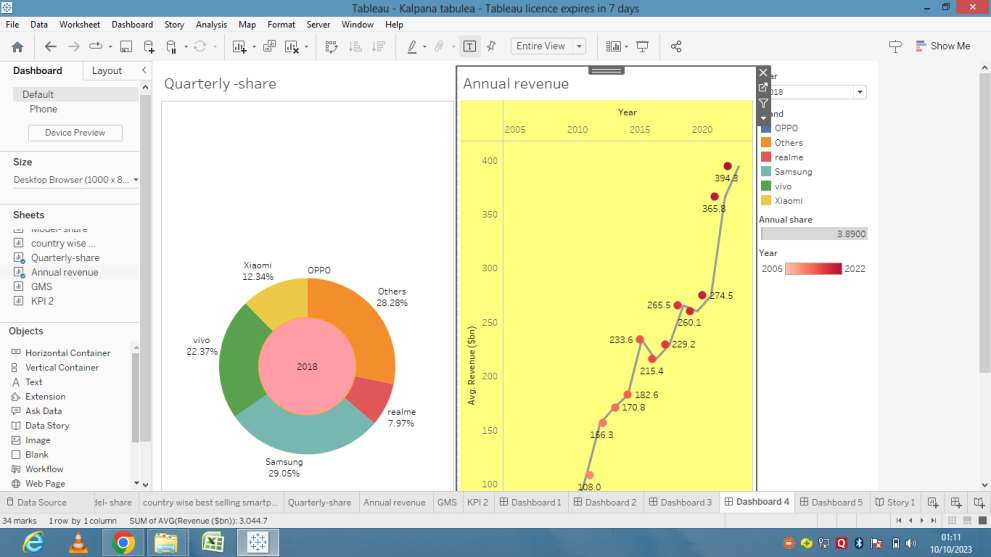 Tableau - Kalpana tabulea - Tableau licence expires in 7 days
File Data Worksheet Dashboard Story Analysis Map Format Server Window Help
Entire View
Show Me
Dashboard Layout
Default
Phone
Device Preview
Size
Desktop Browser (1000 x 8...
Sheets
Model- share
country wise ...
Quarterly-share
Annual revenue
GMS
KPI 2
Objects
Horizontal Container
Vertical Container
Text
Extension
Ask Data
Data Story
Image
Blank
Workflow
Web Page
Quarterly -share
Xiaomi
12.34%
OPPO
Others
28.28%
vivo
22.37%
2018
realme
7.97%
Samsung
29.05%
Annual revenue
Year
2005 2010 2015 2020
400
350
300
250
200
150
100
Avg. Revenue ($bn)
394.3
365.8
274.5
265.5
260.1
233.6
229.2
215.4
182.6
170.8
156.3
108.0
OPPO
Others
realme
Samsung
vivo
Xiaomi
Annual share
3.8900
Year
2006 2022
Data Source
del- share
country wise best selling smartp...
Quarterly-share
Annual revenue
GMS
KPI 2
Dashboard 1
Dashboard 2
Dashboard 3
Dashboard 4
Dashboard 5
Story 1
34 marks 1 row by 1 column SUM of AVG(Revenue ($bn)): 3,044.7
01:11
10/10/2023